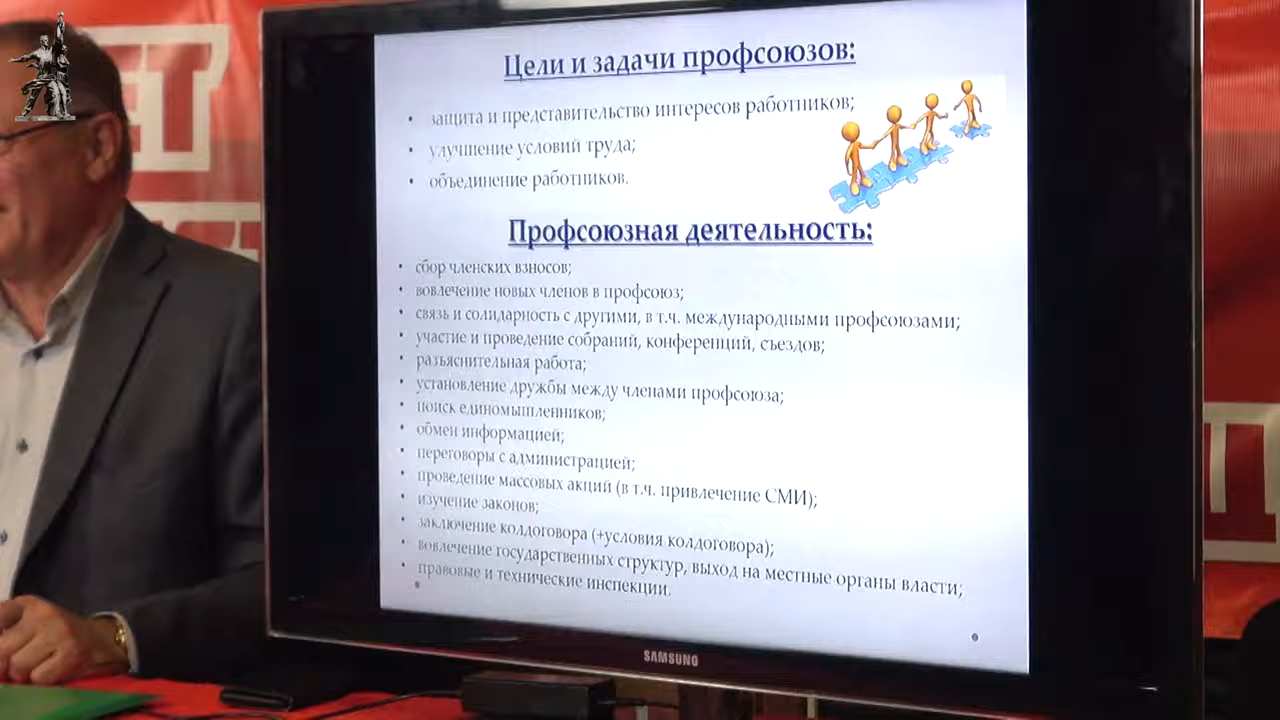 Цели и задачи профсоюзов:
• защита и представительство интересов работников;
• улучшение условий труда;
• объединение работников.
Профсоюзная деятельность:
• сбор членских взносов;
• вовлечение новых членов в профсоюз;
• связь и солидарность с другими, в т.ч. международными профсоюзами;
• участие и проведение собраний, конференций, съездов;
• разъяснительная работа;
• установление дружбы между членами профсоюза;
• поиск единомышленников;
• обмен информацией;
• переговоры с администрацией;
• проведение массовых акций (в т.ч. привлечение СМИ);
• изучение законов;
• заключение колдоговора (+условия колдоговора);
• вовлечение государственных структур, выход на местные органы власти;
• правовые и технические инспекции.
SAMSUNG